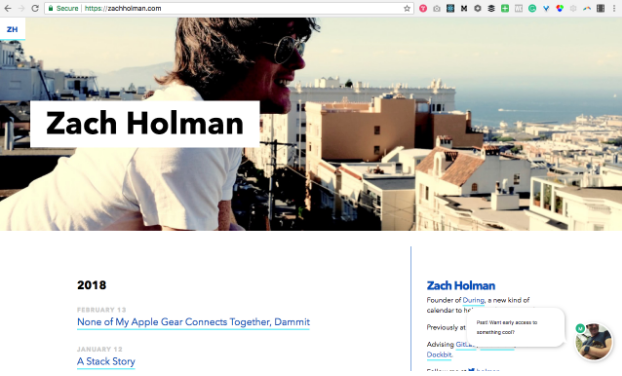 Secure https://zachholman.com
ZH
Zach Holman
2018
FEBRUARY 13
None of My Apple Gear Connects Together, Dammit
JANUARY 12
A Stack Story
Zach Holman
Founder of During, a new kind of
calendar to
Previously at
Advising
Dockbit.
Psst! Want early access to
something cool?